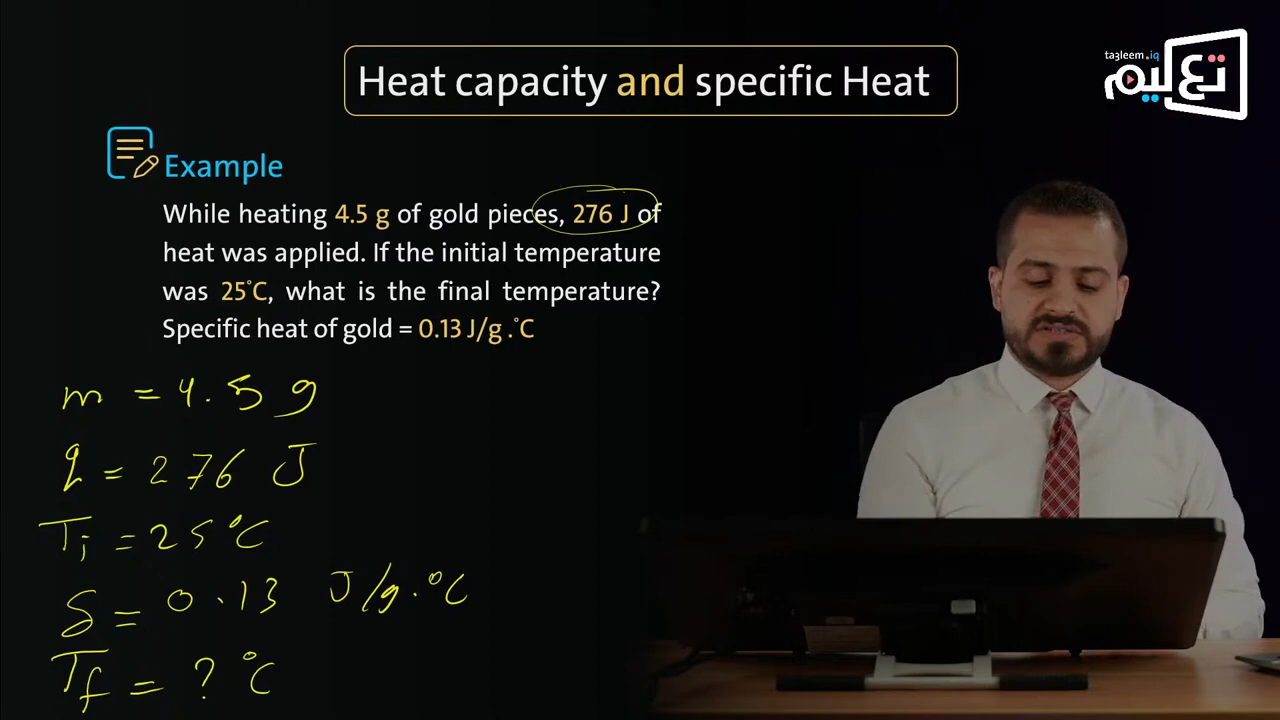 Heat capacity and specific Heat
ta3leem.iq
تعليم
Example
While heating 4.5 g of gold pieces, 276 J of
heat was applied. If the initial temperature
was 25°C, what is the final temperature?
Specific heat of gold = 0.13 J/g .°C
m = 4.5 g
q = 276 J
Ti = 25 °C
S = 0.13 J/g.°C
Tf = ? °C